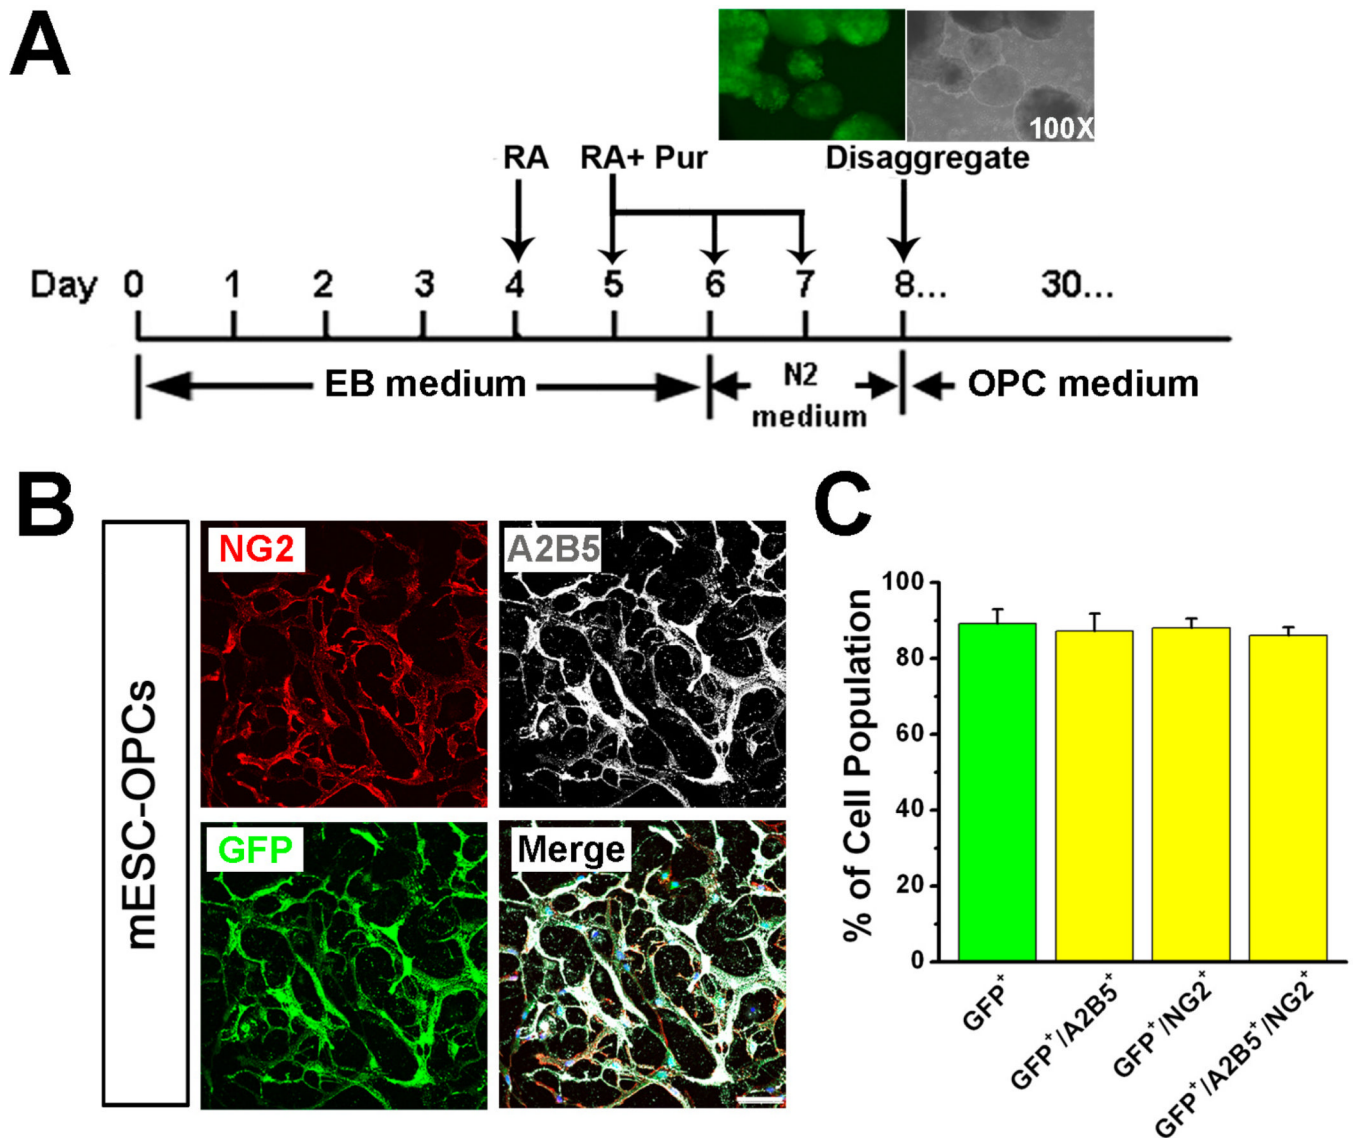 A
100X
RA RA+ Pur Disaggregate
Day 0 1 2 3 4 5 6 7 8... 30...
EB medium N2 medium OPC medium
B
mESC-OPCs
NG2 A2B5
GFP Merge
C
% of Cell Population
100
80
60
40
20
0
GFP⁺
GFP⁺/A2B5⁺
GFP⁺/NG2⁺
GFP⁺/A2B5⁺/NG2⁺